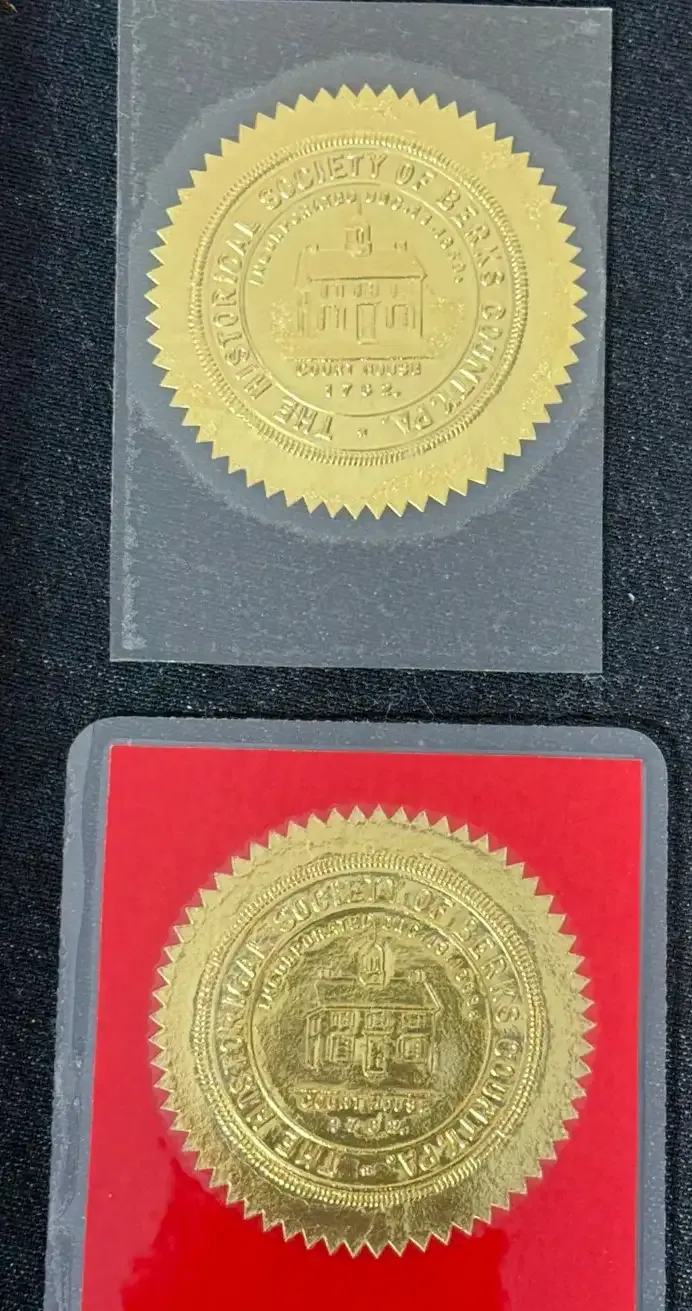 THE HISTORICAL SOCIETY OF BERKS COUNTY, PA.
INCORPORATED
COURT HOUSE
1762.
THE HISTORICAL SOCIETY OF BERKS COUNTY, PA.
INCORPORATED
COURT HOUSE